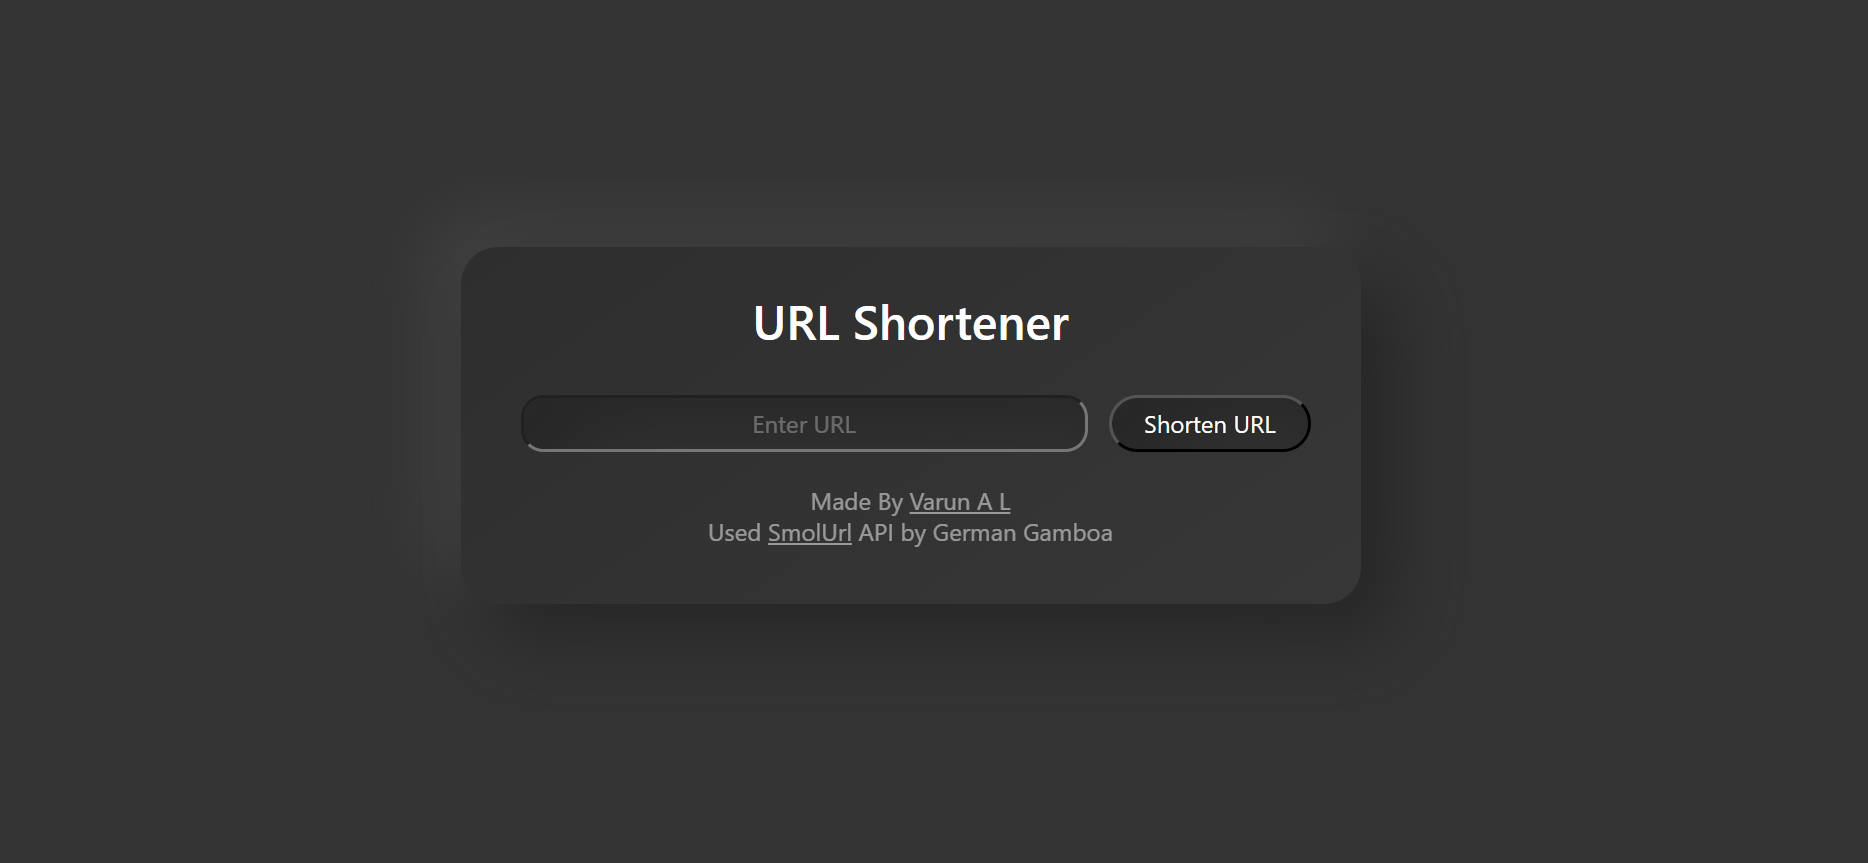 URL Shortener
Enter URL
Shorten URL
Made By Varun A L
Used SmolUrl API by German Gamboa